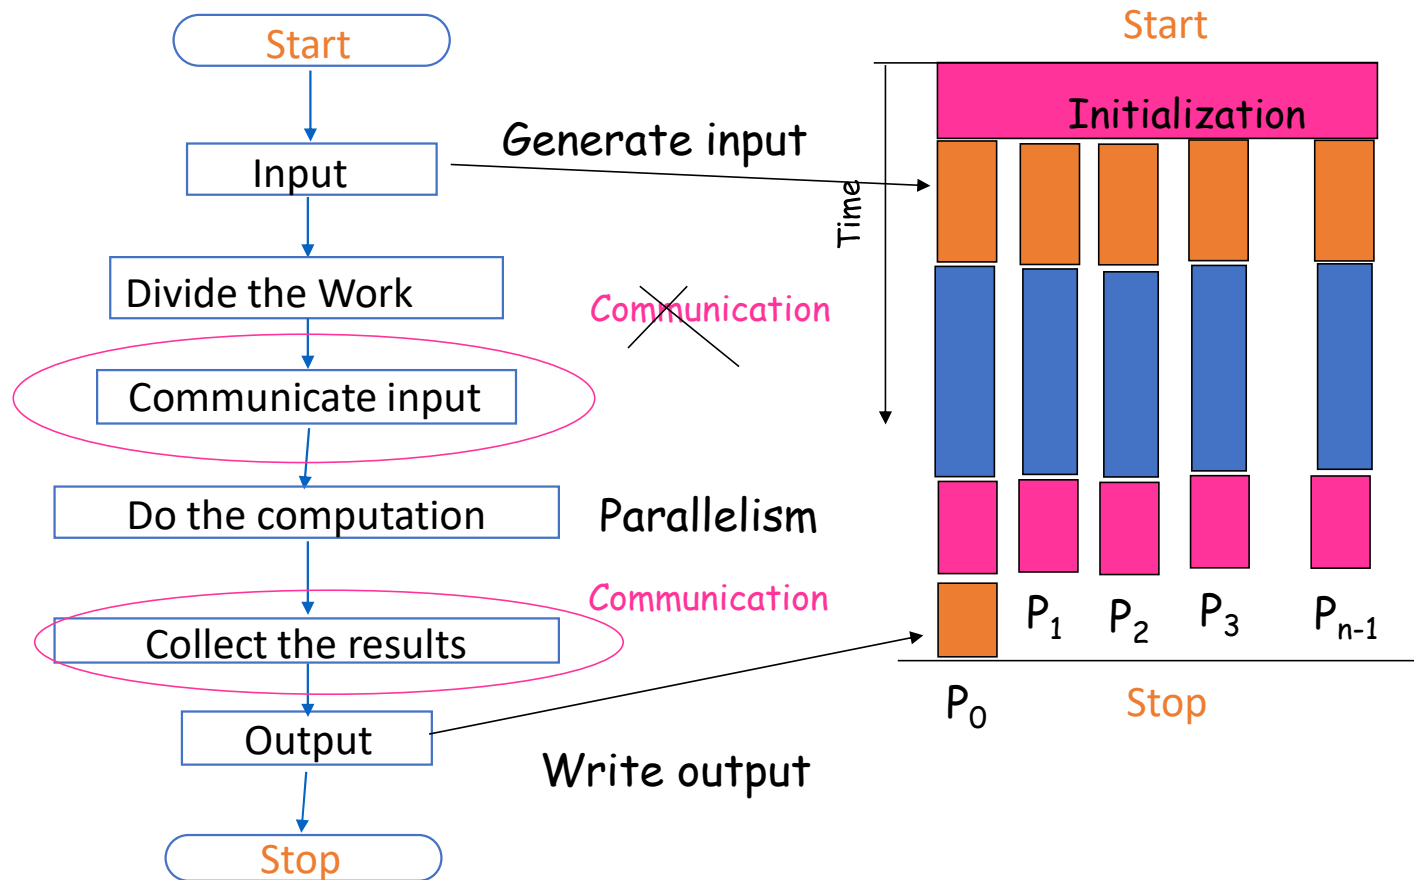 Start
Input
Divide the Work
Communicate input
Do the computation
Collect the results
Output
Stop
Generate input
Communication
Parallelism
Communication
Write output
Start
Initialization
Time
P0
P1
P2
P3
Pn-1
Stop